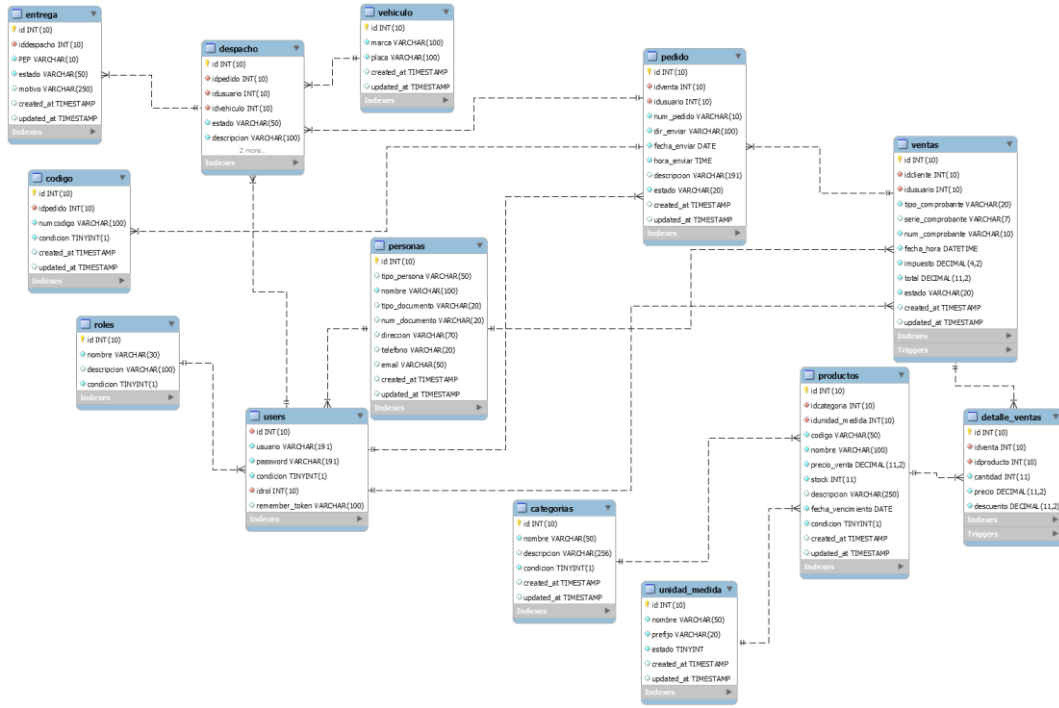 entrega
id INT(10)
iddespacho INT(10)
PEP VARCHAR(10)
estado VARCHAR(50)
motivo VARCHAR(250)
created_at TIMESTAMP
updated_at TIMESTAMP
Indexes
despacho
id INT(10)
idpedido INT(10)
idusuario INT(10)
idvehiculo INT(10)
estado VARCHAR(50)
descripcion VARCHAR(100)
2 more...
Indexes
vehiculo
id INT(10)
marca VARCHAR(100)
placa VARCHAR(100)
created_at TIMESTAMP
updated_at TIMESTAMP
Indexes
pedido
id INT(10)
idventa INT(10)
idusuario INT(10)
num_pedido VARCHAR(10)
dir_enviar VARCHAR(100)
fecha_enviar DATE
hora_enviar TIME
descripcion VARCHAR(191)
estado VARCHAR(20)
created_at TIMESTAMP
updated_at TIMESTAMP
Indexes
ventas
id INT(10)
idcliente INT(10)
idusuario INT(10)
tipo_comprobante VARCHAR(20)
serie_comprobante VARCHAR(7)
num_comprobante VARCHAR(10)
fecha_hora DATETIME
impuesto DECIMAL(4,2)
total DECIMAL(11,2)
estado VARCHAR(20)
created_at TIMESTAMP
updated_at TIMESTAMP
Indexes
Triggers
codigo
id INT(10)
idpedido INT(10)
numcodigo VARCHAR(100)
condicion TINYINT(1)
created_at TIMESTAMP
updated_at TIMESTAMP
Indexes
personas
id INT(10)
tipo_persona VARCHAR(50)
nombre VARCHAR(100)
tipo_documento VARCHAR(20)
num_documento VARCHAR(20)
direccion VARCHAR(70)
telefono VARCHAR(20)
email VARCHAR(50)
created_at TIMESTAMP
updated_at TIMESTAMP
Indexes
roles
id INT(10)
nombre VARCHAR(30)
descripcion VARCHAR(100)
condicion TINYINT(1)
Indexes
users
id INT(10)
usuario VARCHAR(191)
password VARCHAR(191)
condicion TINYINT(1)
idrol INT(10)
remember_token VARCHAR(100)
Indexes
productos
id INT(10)
idcategoria INT(10)
idunidad_medida INT(10)
codigo VARCHAR(50)
nombre VARCHAR(100)
precio_venta DECIMAL(11,2)
stock INT(11)
descripcion VARCHAR(250)
fecha_vencimiento DATE
condicion TINYINT(1)
created_at TIMESTAMP
updated_at TIMESTAMP
Indexes
detalle_ventas
id INT(10)
idventa INT(10)
idproducto INT(10)
cantidad INT(11)
precio DECIMAL(11,2)
descuento DECIMAL(11,2)
Indexes
Triggers
categorias
id INT(10)
nombre VARCHAR(50)
descripcion VARCHAR(256)
condicion TINYINT(1)
created_at TIMESTAMP
updated_at TIMESTAMP
Indexes
unidad_medida
id INT(10)
nombre VARCHAR(50)
prefijo VARCHAR(20)
estado TINYINT
created_at TIMESTAMP
updated_at TIMESTAMP
Indexes